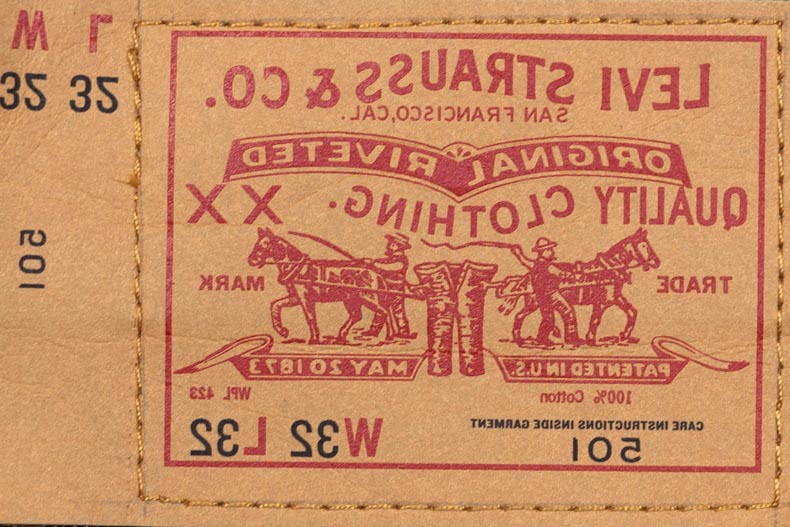 LEVI STRAUSS & CO.
SAN FRANCISCO, CAL.
ORIGINAL RIVETED
QUALITY CLOTHING. XX
TRADE MARK
PATENTED IN U.S. MAY 20 1873
100% Cotton WPL 423
CARE INSTRUCTIONS INSIDE GARMENT
501 W32 L32
W L
32 32
501